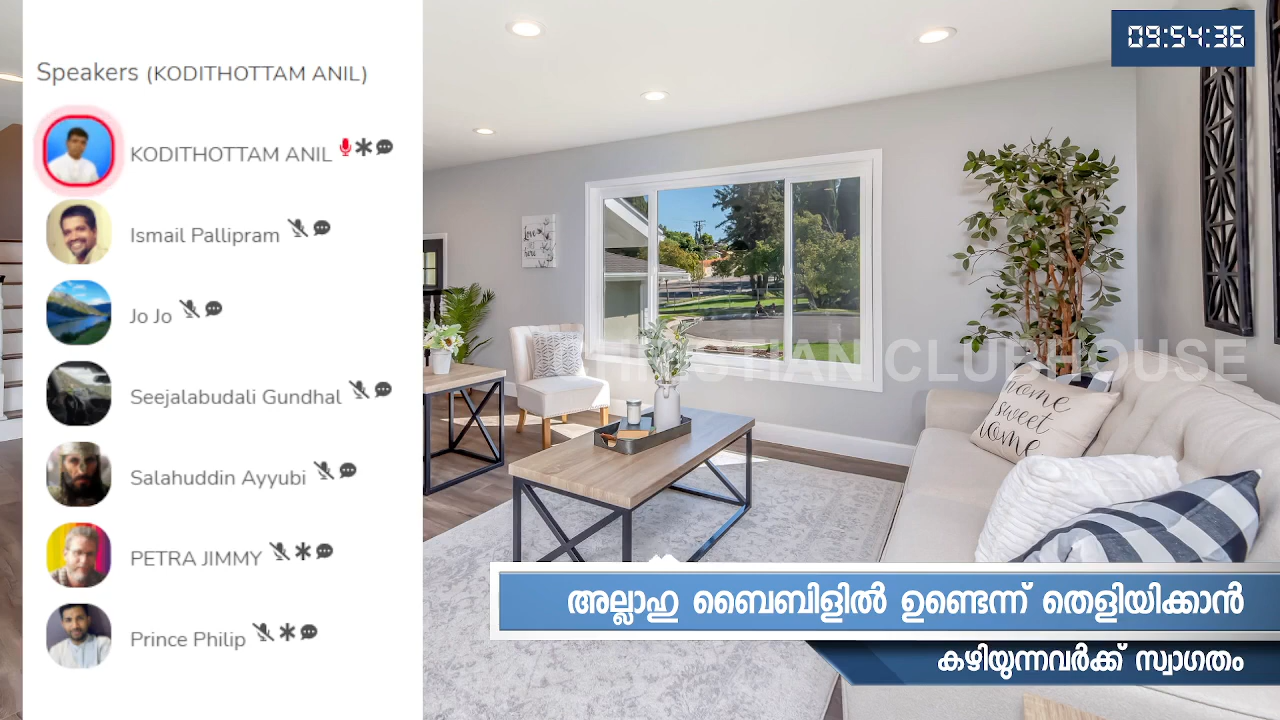 Speakers (KODITHOTTAM ANIL)
KODITHOTTAM ANIL
Ismail Pallipram
Jo Jo
Seejalabudali Gundhal
Salahuddin Ayyubi
PETRA JIMMY
Prince Philip
09:54:36
CHRISTIAN CLUBHOUSE
home
sweet
home
അല്ലാഹു ബൈബിളിൽ ഉണ്ടെന്ന് തെളിയിക്കാൻ
കഴിയുന്നവർക്ക് സ്വാഗതം